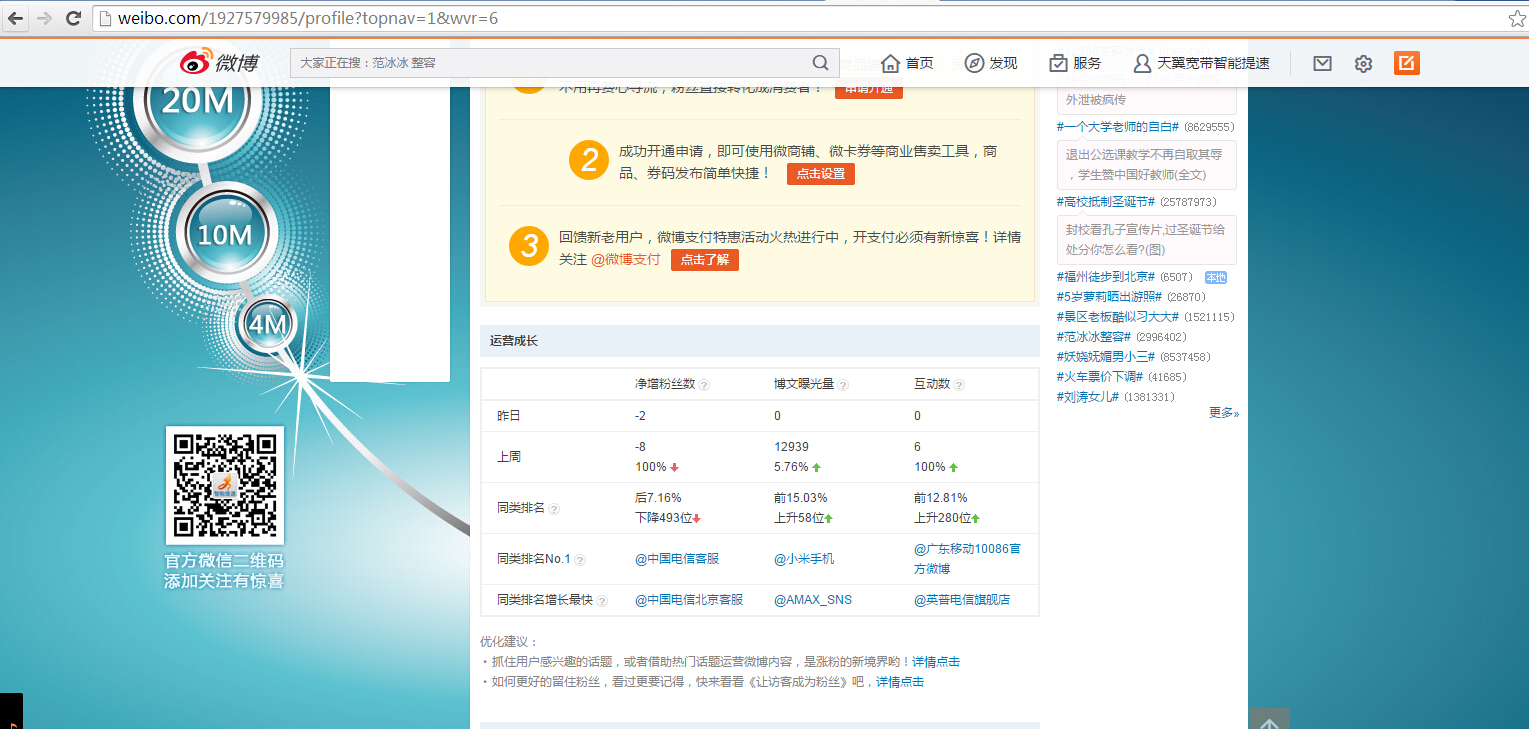 weibo.com/1927579985/profile?topnav=1&wvr=6
微博
大家正在搜：范冰冰 整容
首页
发现
服务
天翼宽带智能提速
20M
10M
4M
官方微信二维码
添加关注有惊喜
不用再费心导流，粉丝直接转化成消费者！ 申请开通
2
成功开通申请，即可使用微商铺、微卡券等商业售卖工具，商
品、券码发布简单快捷！ 点击设置
3
回馈新老用户，微博支付特惠活动火热进行中，开支付必须有新惊喜！详情
关注 @微博支付 点击了解
运营成长
净增粉丝数 ? 博文曝光量 ? 互动数 ?
昨日 -2 0 0
上周
-8 12939 6
100% 5.76% 100%
同类排名 ?
后7.16% 前15.03% 前12.81%
下降493位 上升58位 上升280位
同类排名No.1 ? @中国电信客服 @小米手机 @广东移动10086官
方微博
同类排名增长最快 ? @中国电信北京客服 @AMAX_SNS @英普电信旗舰店
优化建议：
· 抓住用户感兴趣的话题，或者借助热门话题运营微博内容，是涨粉的新境界哟！详情点击
· 如何更好的留住粉丝，看过更要记得，快来看看《让访客成为粉丝》吧，详情点击
外泄被疯传
#一个大学老师的自白# (8629555)
退出公选课教学不再自取其辱
，学生赞中国好教师(全文)
#高校抵制圣诞节# (25787973)
封校看孔子宣传片,过圣诞节给
处分你怎么看?(图)
#福州徒步到北京# (6507) 本地
#5岁萝莉晒出游照# (26870)
#景区老板酷似习大大# (1521115)
#范冰冰整容# (2996402)
#妖娆妩媚男小三# (8537458)
#火车票价下调# (41685)
#刘涛女儿# (1381331)
更多»